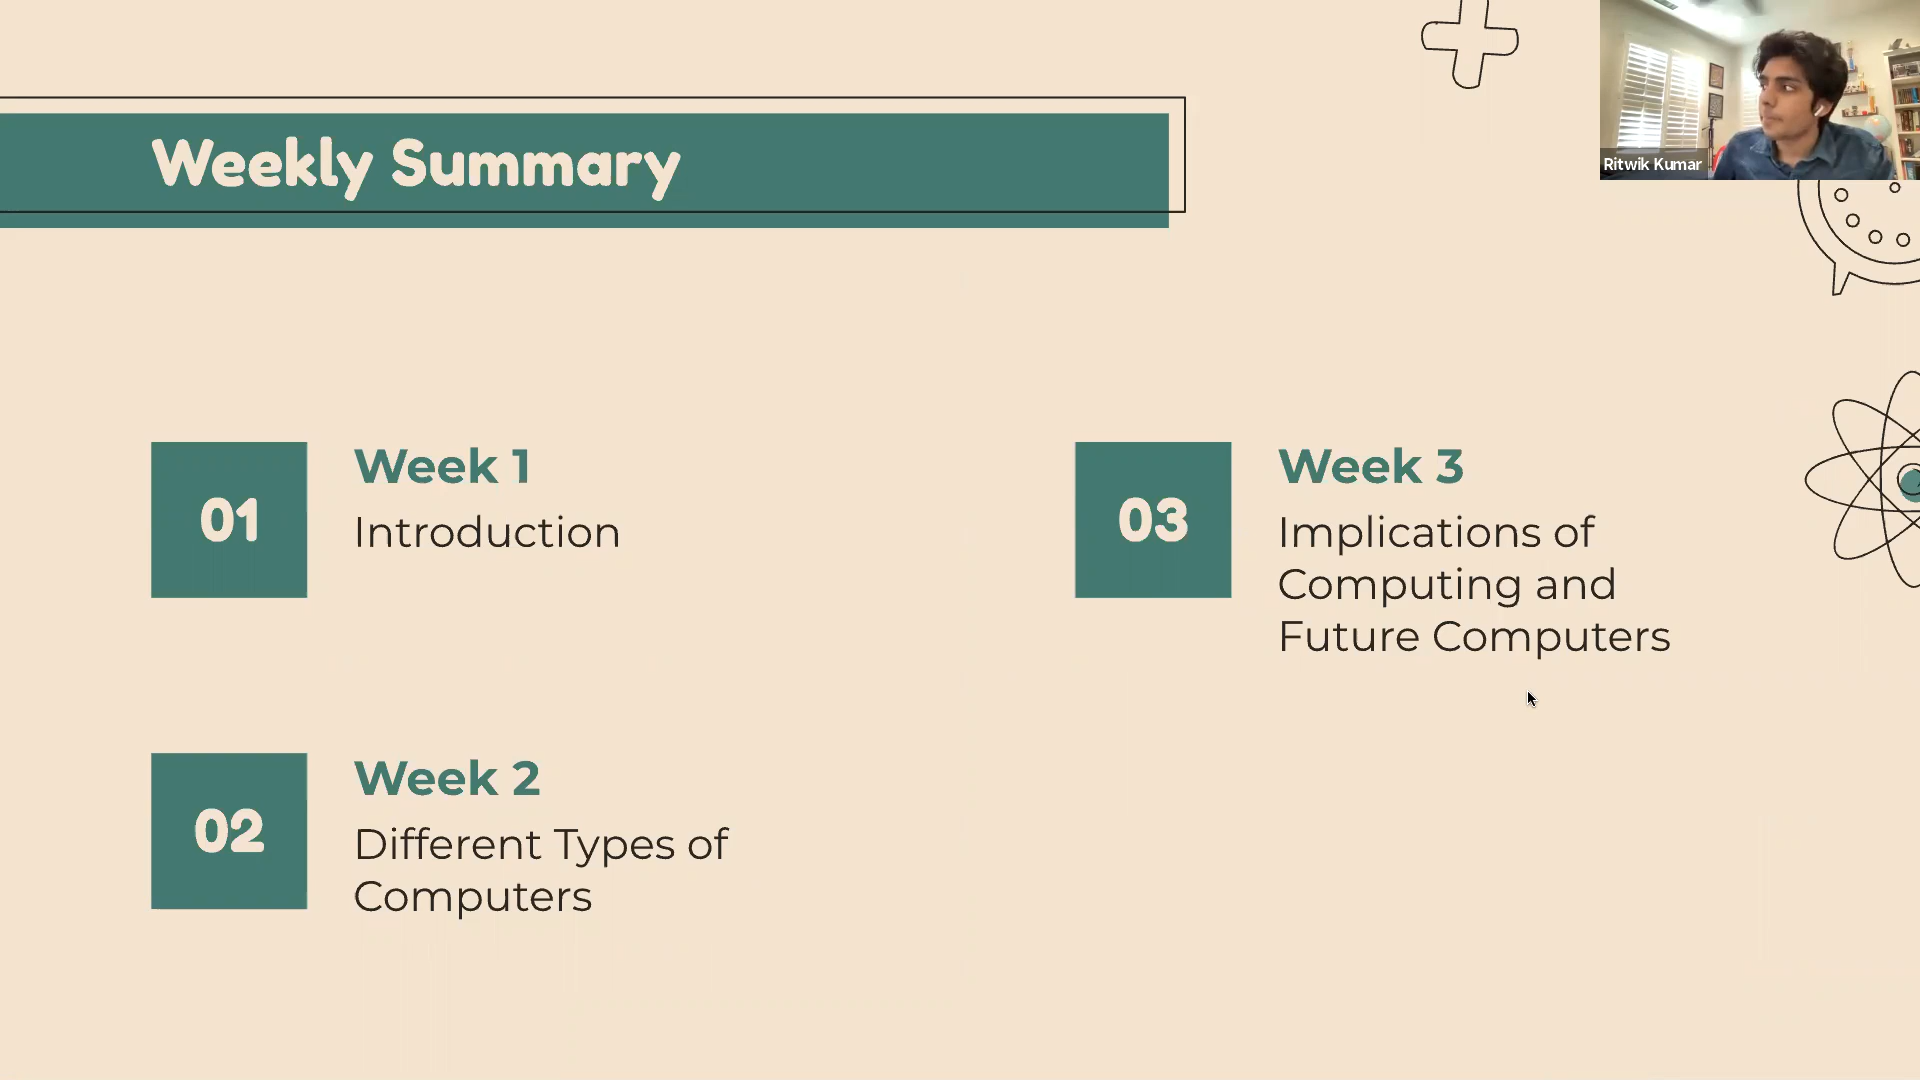 Weekly Summary
Ritwik Kumar
01
Week 1
Introduction
02
Week 2
Different Types of
Computers
03
Week 3
Implications of
Computing and
Future Computers